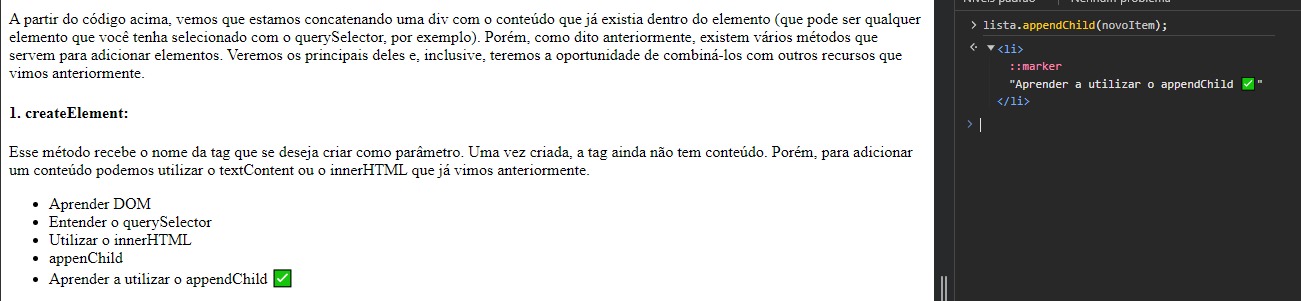 A partir do código acima, vemos que estamos concatenando uma div com o conteúdo que já existia dentro do elemento (que pode ser qualquer
elemento que você tenha selecionado com o querySelector, por exemplo). Porém, como dito anteriormente, existem vários métodos que
servem para adicionar elementos. Veremos os principais deles e, inclusive, teremos a oportunidade de combiná-los com outros recursos que
vimos anteriormente.
1. createElement:
Esse método recebe o nome da tag que se deseja criar como parâmetro. Uma vez criada, a tag ainda não tem conteúdo. Porém, para adicionar
um conteúdo podemos utilizar o textContent ou o innerHTML que já vimos anteriormente.
• Aprender DOM
• Entender o querySelector
• Utilizar o innerHTML
• appenChild
• Aprender a utilizar o appendChild ✅
Níveis padrão Nenhum problema
> lista.appendChild(novoItem);
<· ▼<li>
::marker
"Aprender a utilizar o appendChild ✅"
</li>
>